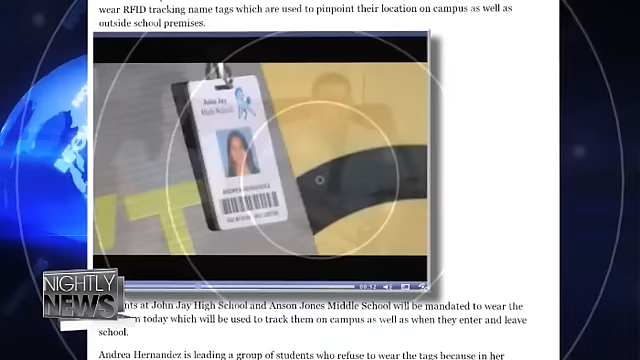 wear RFID tracking name tags which are used to pinpoint their location on campus as well as
outside school premises.
John Jay
High School
ANDREA HERNANDEZ
00:12
NIGHTLY
NEWS
nts at John Jay High School and Anson Jones Middle School will be mandated to wear the
m today which will be used to track them on campus as well as when they enter and leave
school.
Andrea Hernandez is leading a group of students who refuse to wear the tags because in her